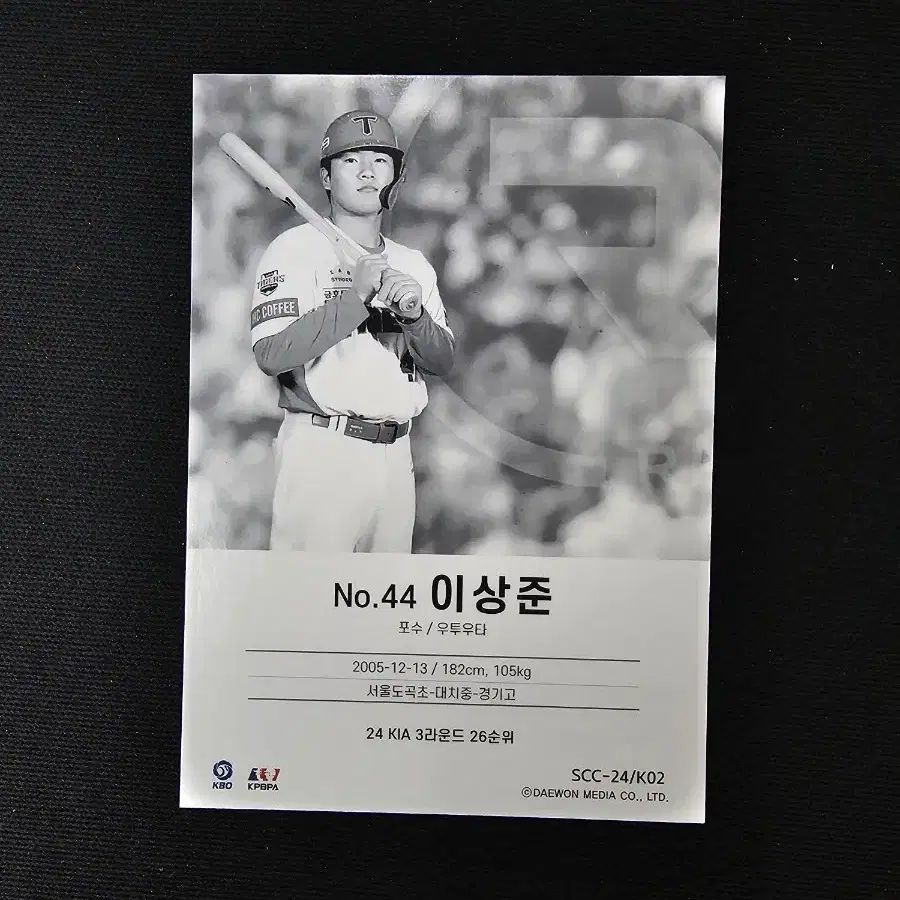 T
TIGERS
MC COFFEE
R
No.44 이상준
포수 / 우투우타
2005-12-13 / 182cm, 105kg
서울도곡초-대치중-경기고
24 KIA 3라운드 26순위
KBO
KPBPA
SCC-24/K02
©DAEWON MEDIA CO., LTD.